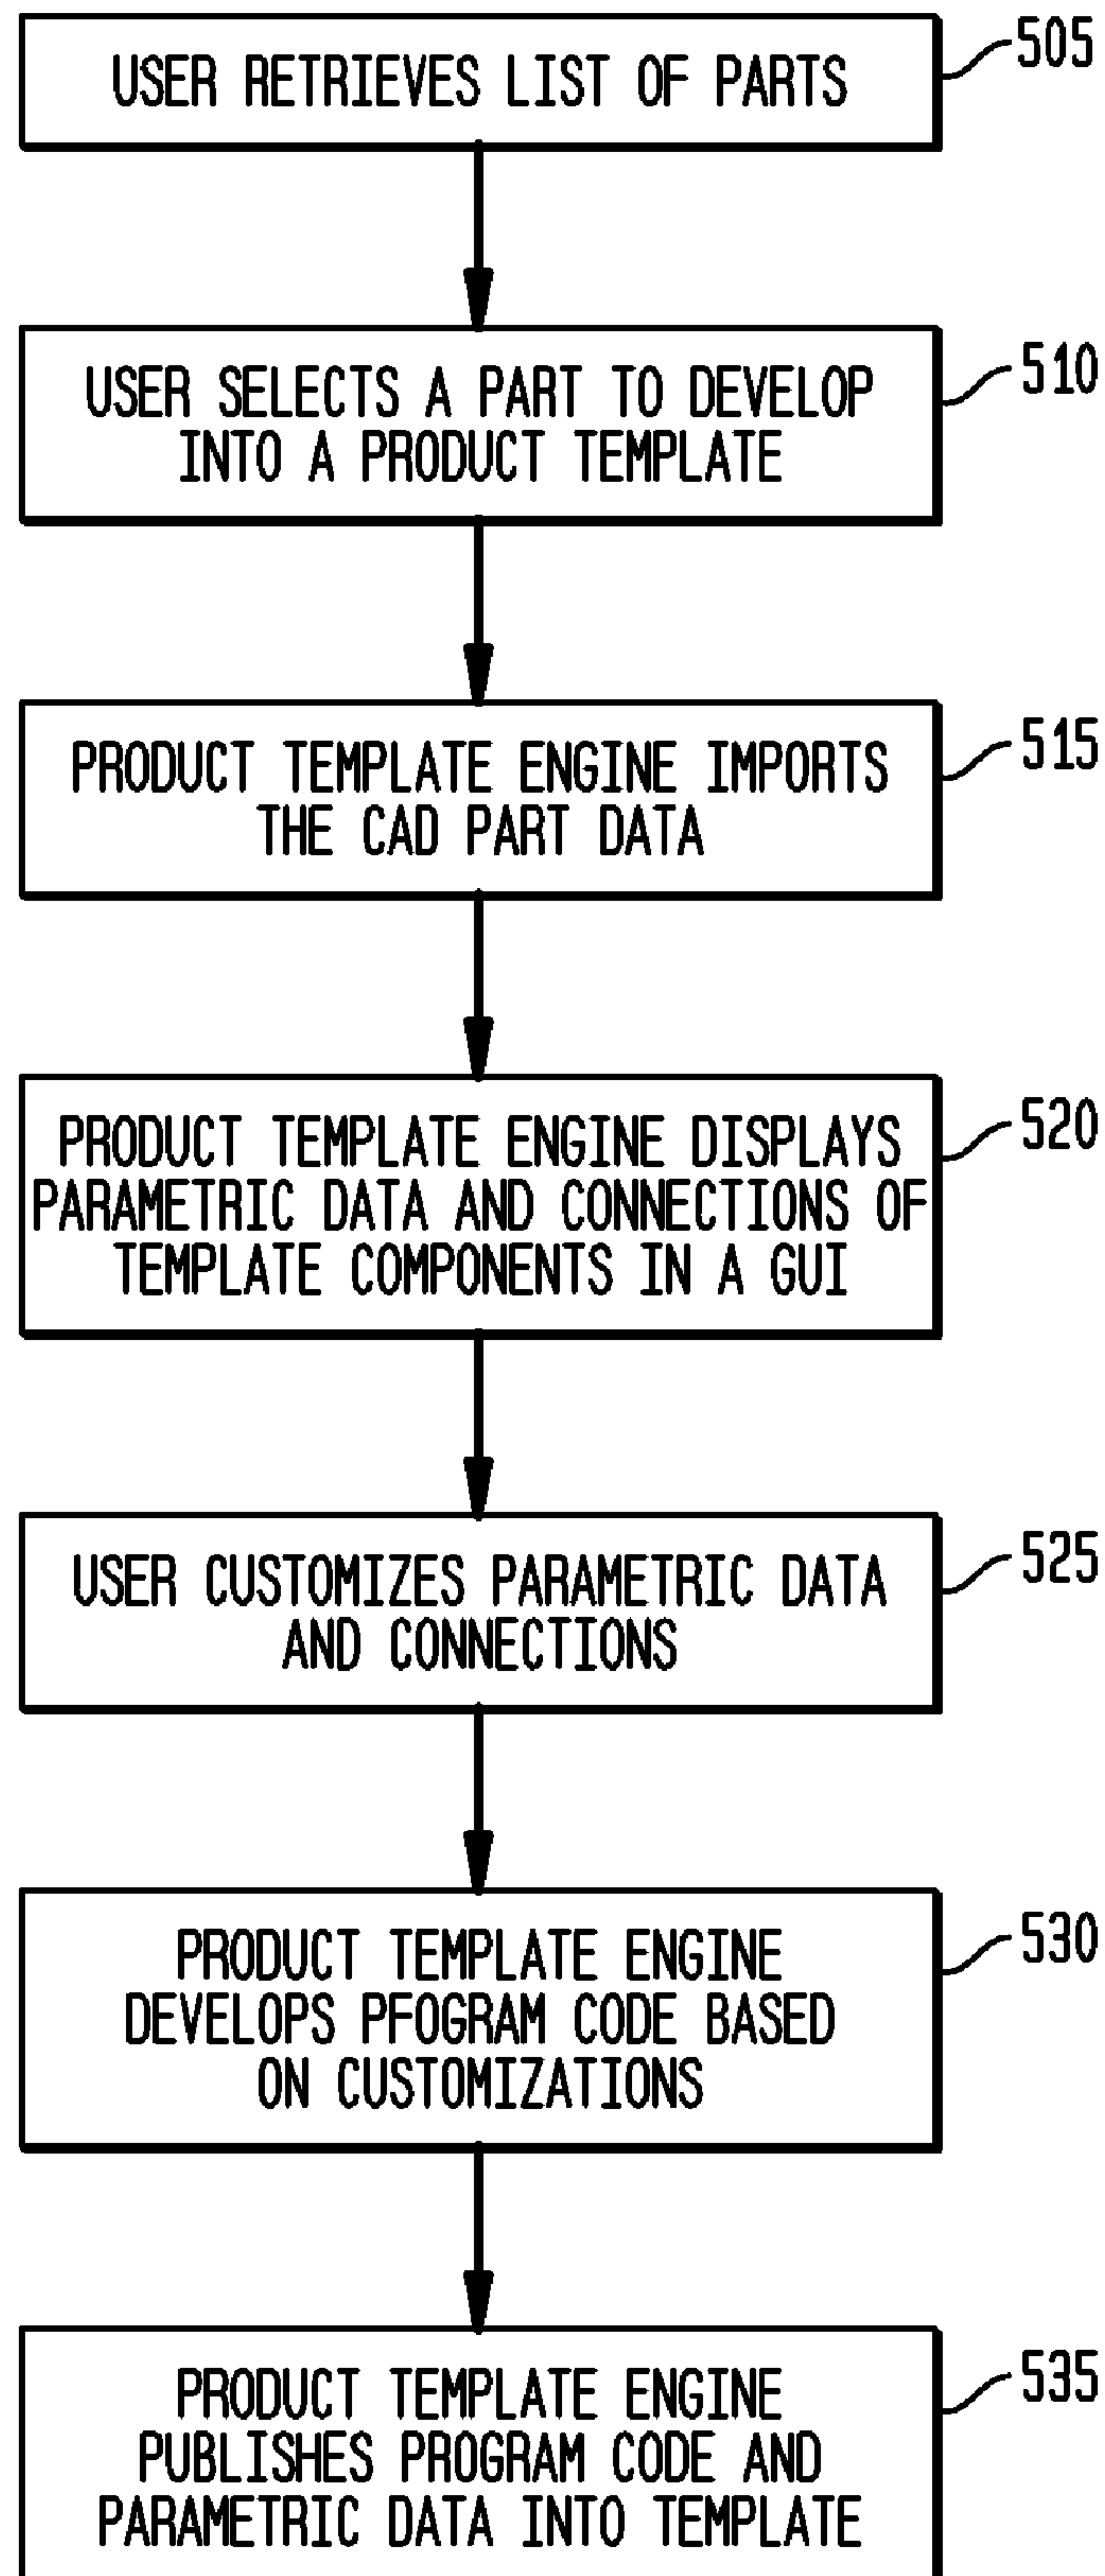 USER RETRIEVES LIST OF PARTS
505
USER SELECTS A PART TO DEVELOP
INTO A PRODUCT TEMPLATE
510
PRODUCT TEMPLATE ENGINE IMPORTS
THE CAD PART DATA
515
PRODUCT TEMPLATE ENGINE DISPLAYS
PARAMETRIC DATA AND CONNECTIONS OF
TEMPLATE COMPONENTS IN A GUI
520
USER CUSTOMIZES PARAMETRIC DATA
AND CONNECTIONS
525
PRODUCT TEMPLATE ENGINE
DEVELOPS PFOGRAM CODE BASED
ON CUSTOMIZATIONS
530
PRODUCT TEMPLATE ENGINE
PUBLISHES PROGRAM CODE AND
PARAMETRIC DATA INTO TEMPLATE
535